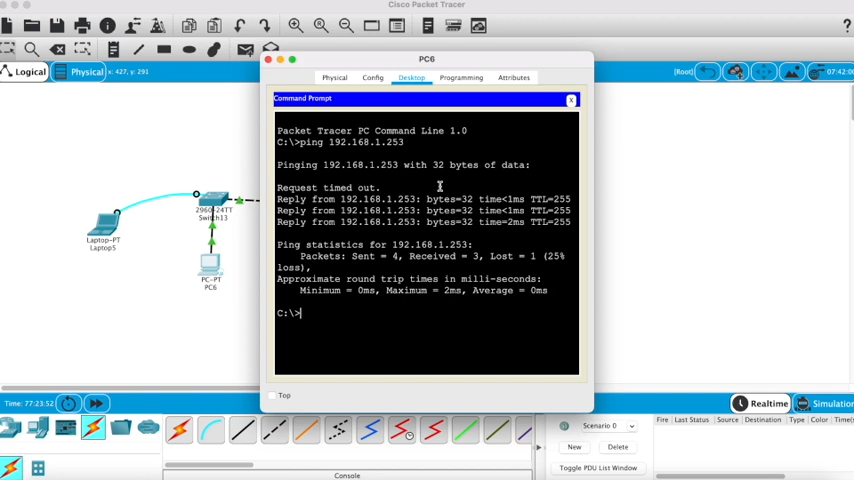 Cisco Packet Tracer
Logical
Physical
x: 427, y: 291
[Root]
07:42:00
PC6
Physical
Config
Desktop
Programming
Attributes
Command Prompt
X
Packet Tracer PC Command Line 1.0
C:\>ping 192.168.1.253
Pinging 192.168.1.253 with 32 bytes of data:
Request timed out.
Reply from 192.168.1.253: bytes=32 time<1ms TTL=255
Reply from 192.168.1.253: bytes=32 time<1ms TTL=255
Reply from 192.168.1.253: bytes=32 time=2ms TTL=255
Ping statistics for 192.168.1.253:
Packets: Sent = 4, Received = 3, Lost = 1 (25%
loss),
Approximate round trip times in milli-seconds:
Minimum = 0ms, Maximum = 2ms, Average = 0ms
C:\>
2960-24TT
Switch13
Laptop-PT
Laptop5
PC-PT
PC6
Top
Time: 77:23:52
Realtime
Simulation
Scenario 0
New
Delete
Toggle PDU List Window
Fire
Last Status
Source
Destination
Type
Color
Time(s
Console
?